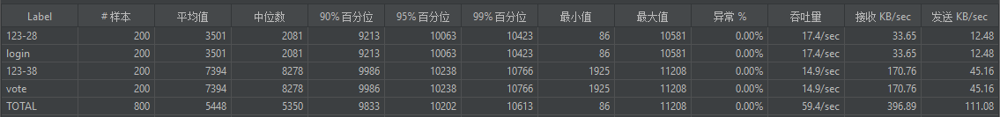 Label # 样本 平均值 中位数 90% 百分位 95% 百分位 99% 百分位 最小值 最大值 异常 % 吞吐量 接收 KB/sec 发送 KB/sec
123-28 200 3501 2081 9213 10063 10423 86 10581 0.00% 17.4/sec 33.65 12.48
login 200 3501 2081 9213 10063 10423 86 10581 0.00% 17.4/sec 33.65 12.48
123-38 200 7394 8278 9986 10238 10766 1925 11208 0.00% 14.9/sec 170.76 45.16
vote 200 7394 8278 9986 10238 10766 1925 11208 0.00% 14.9/sec 170.76 45.16
TOTAL 800 5448 5350 9833 10202 10613 86 11208 0.00% 59.4/sec 396.89 111.08